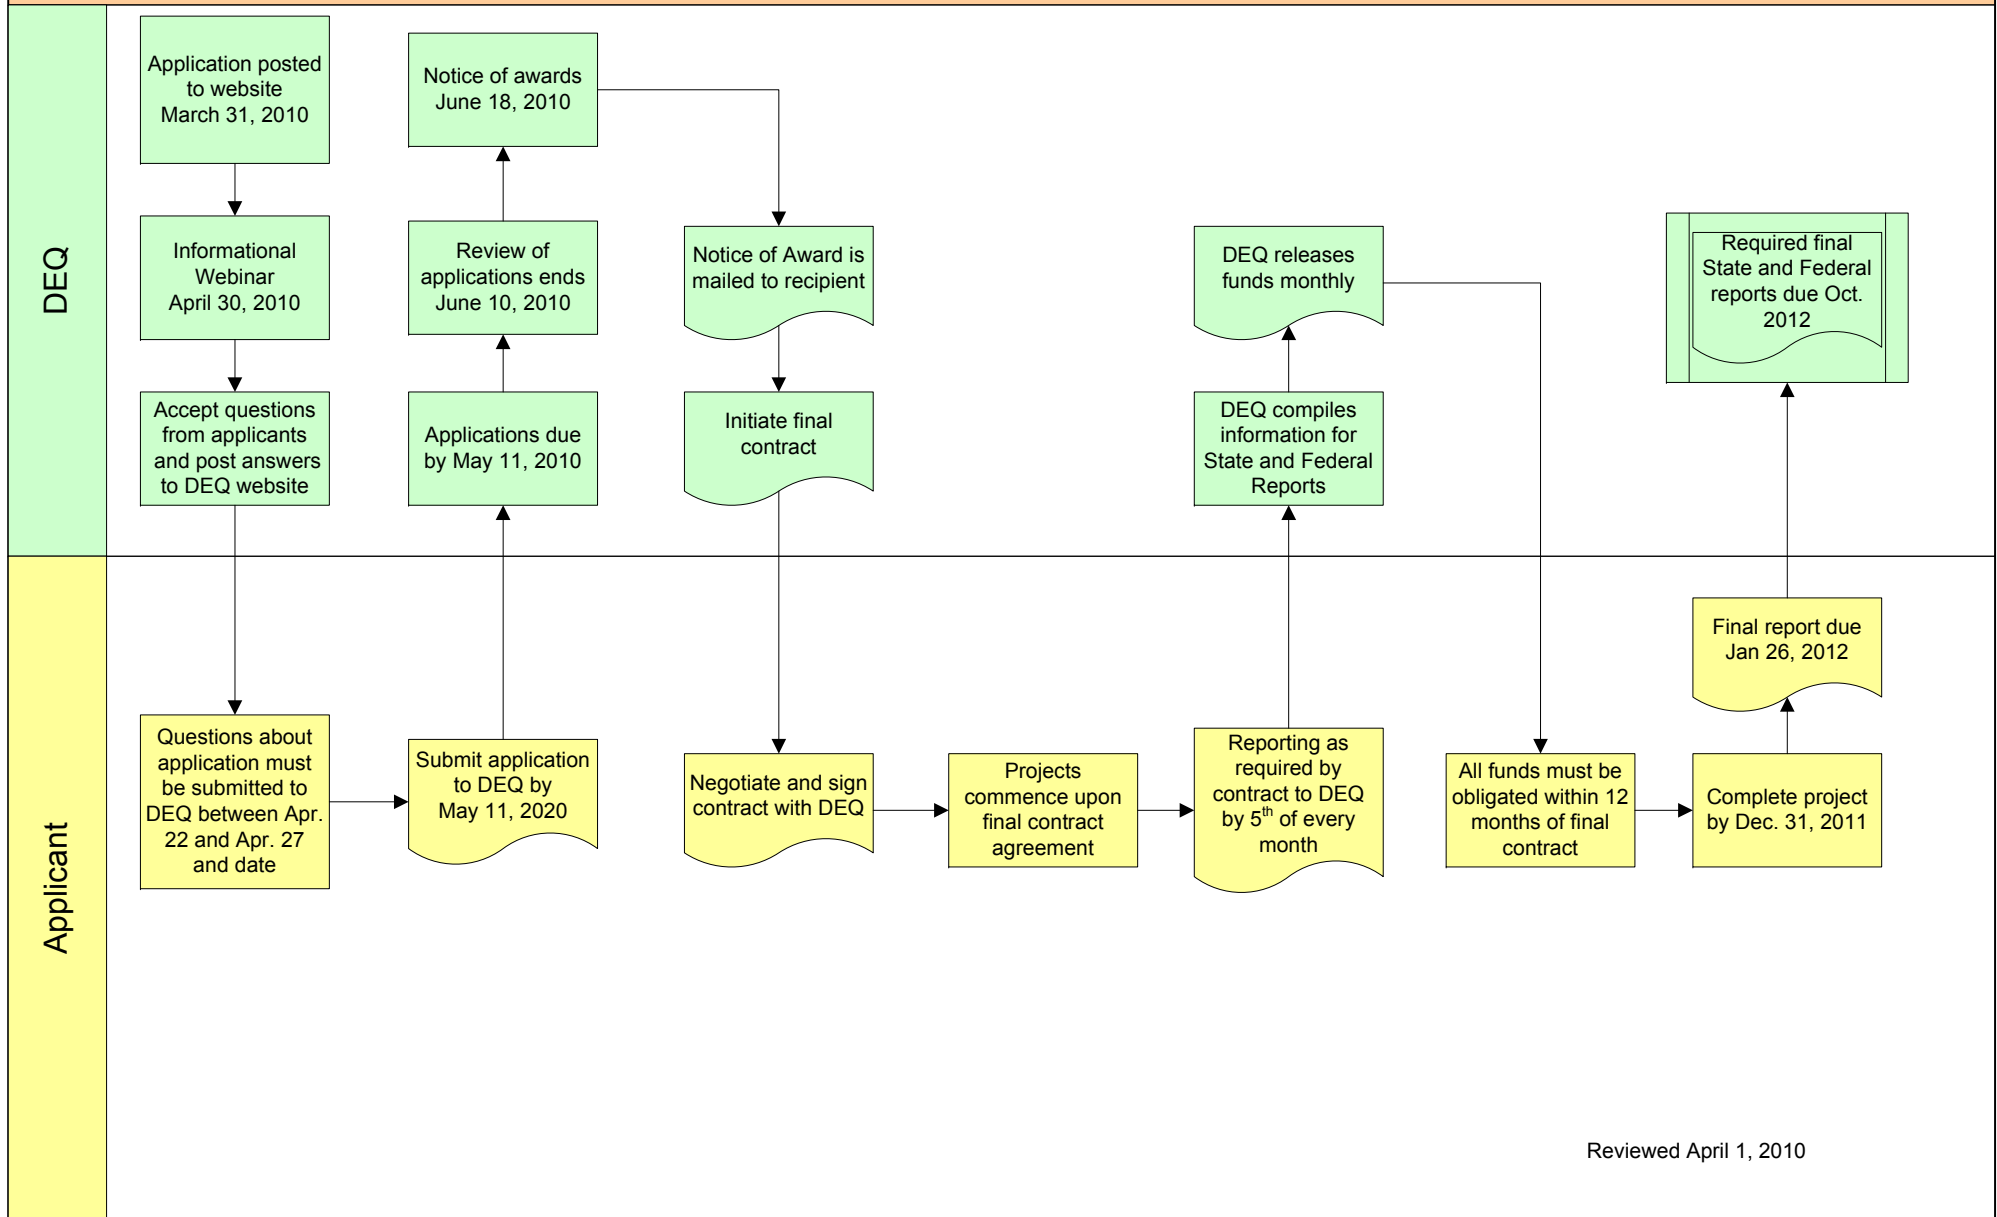 DEQ
Application posted
to website
March 31, 2010
Informational
Webinar
April 30, 2010
Accept questions
from applicants
and post answers
to DEQ website
Notice of awards
June 18, 2010
Review of
applications ends
June 10, 2010
Applications due
by May 11, 2010
Notice of Award is
mailed to recipient
Initiate final
contract
DEQ releases
funds monthly
DEQ compiles
information for
State and Federal
Reports
Required final
State and Federal
reports due Oct.
2012
Applicant
Questions about
application must
be submitted to
DEQ between Apr.
22 and Apr. 27
and date
Submit application
to DEQ by
May 11, 2020
Negotiate and sign
contract with DEQ
Projects
commence upon
final contract
agreement
Reporting as
required by
contract to DEQ
by 5th of every
month
All funds must be
obligated within 12
months of final
contract
Complete project
by Dec. 31, 2011
Final report due
Jan 26, 2012
Reviewed April 1, 2010